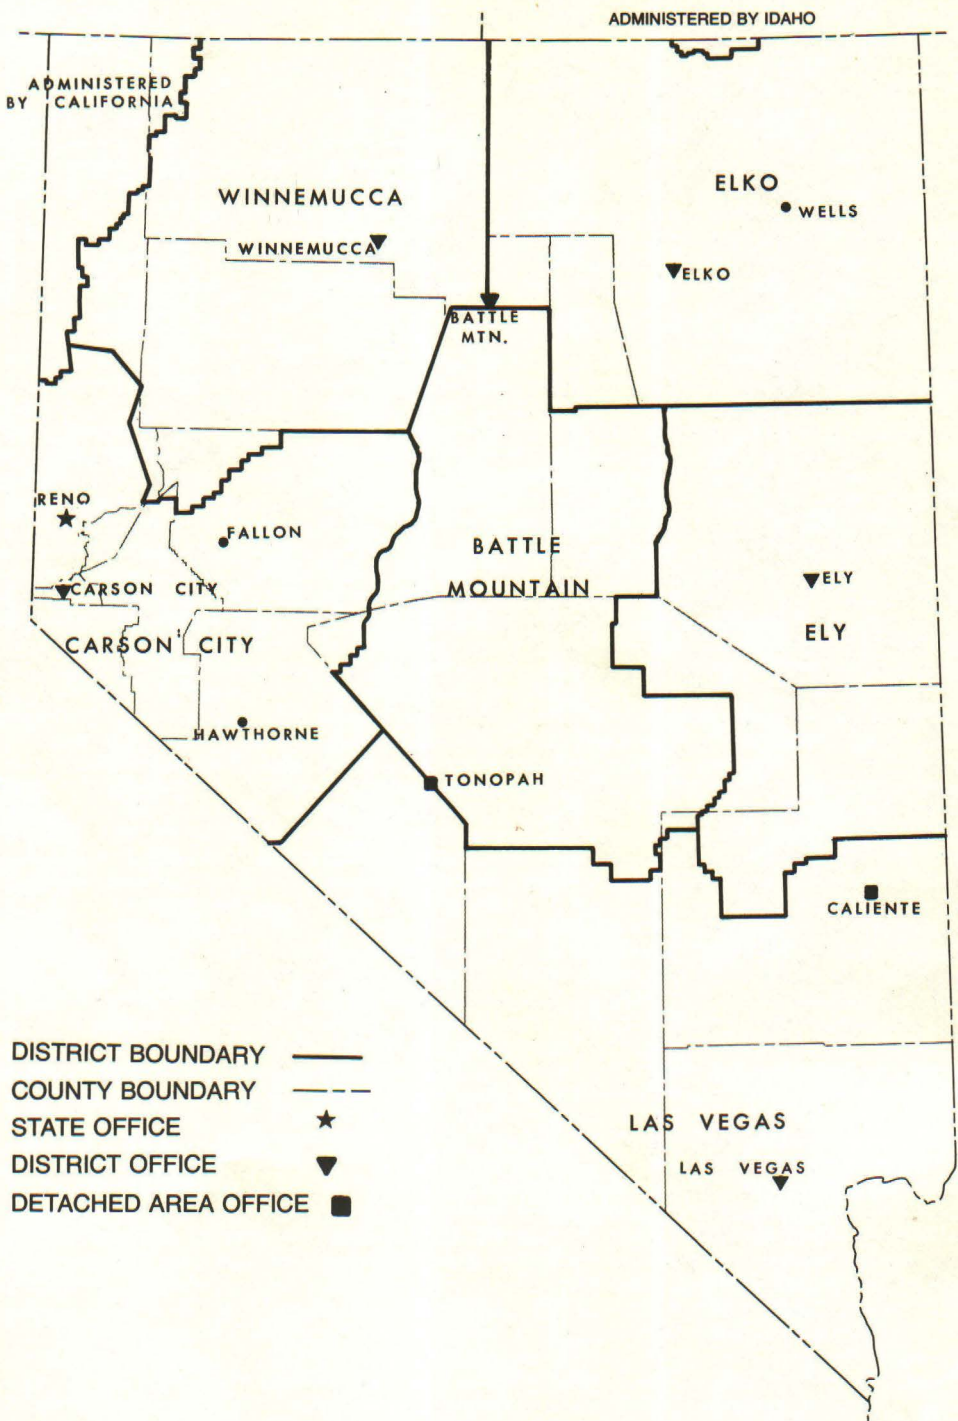 ADMINISTERED BY IDAHO
ADMINISTERED
BY CALIFORNIA
WINNEMUCCA
ELKO
WELLS
WINNEMUCCA
ELKO
BATTLE
MTN.
RENO
FALLON
BATTLE
MOUNTAIN
CARSON CITY
ELY
ELY
CARSON CITY
HAWTHORNE
TONOPAH
CALIENTE
DISTRICT BOUNDARY
COUNTY BOUNDARY
STATE OFFICE
DISTRICT OFFICE
DETACHED AREA OFFICE
LAS VEGAS
LAS VEGAS